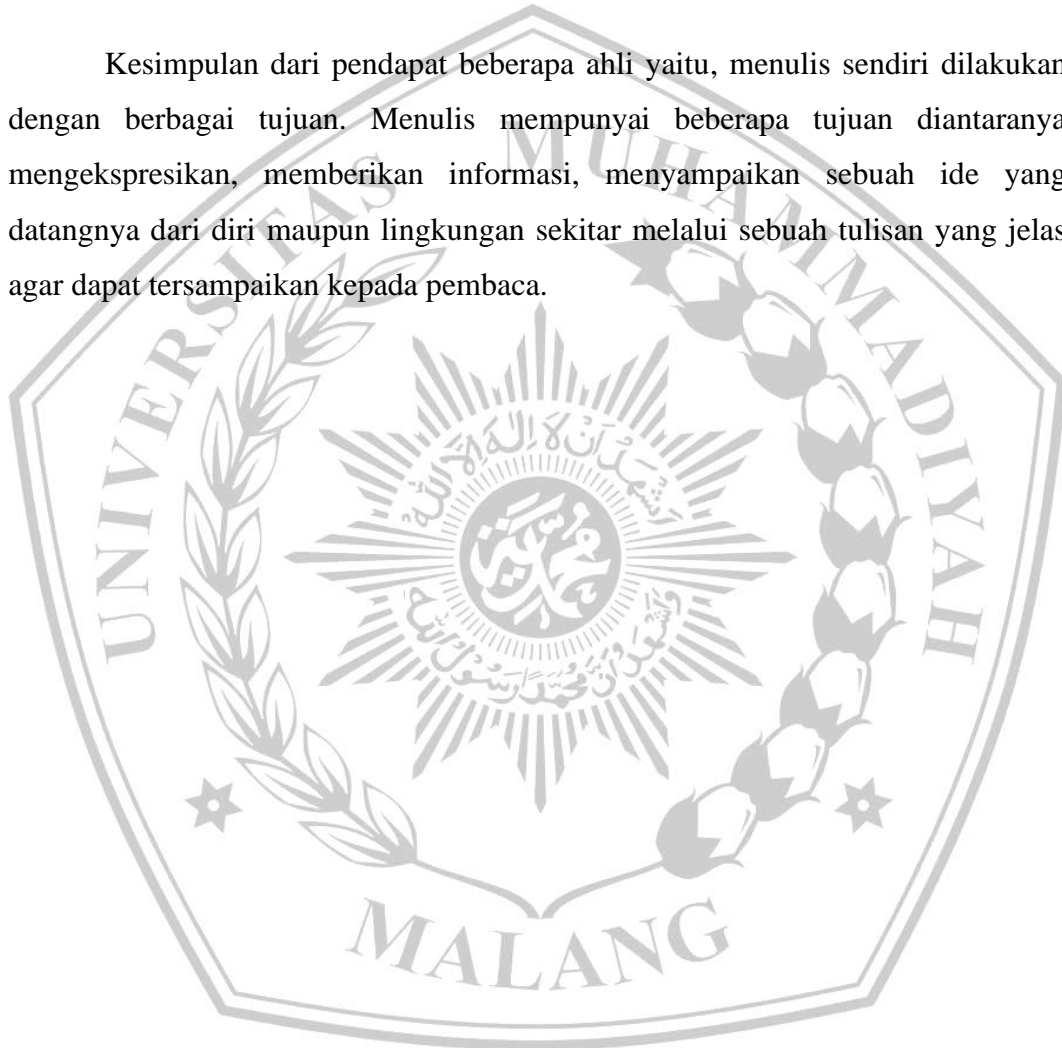 Kesimpulan dari pendapat beberapa ahli yaitu, menulis sendiri dilakukan
dengan berbagai tujuan. Menulis mempunyai beberapa tujuan diantaranya
mengekspresikan, memberikan informasi, menyampaikan sebuah ide yang
datangnya dari diri maupun lingkungan sekitar melalui sebuah tulisan yang jelas
agar dapat tersampaikan kepada pembaca.
UNIVERSITAS MUHAMMADIYAH
MALANG